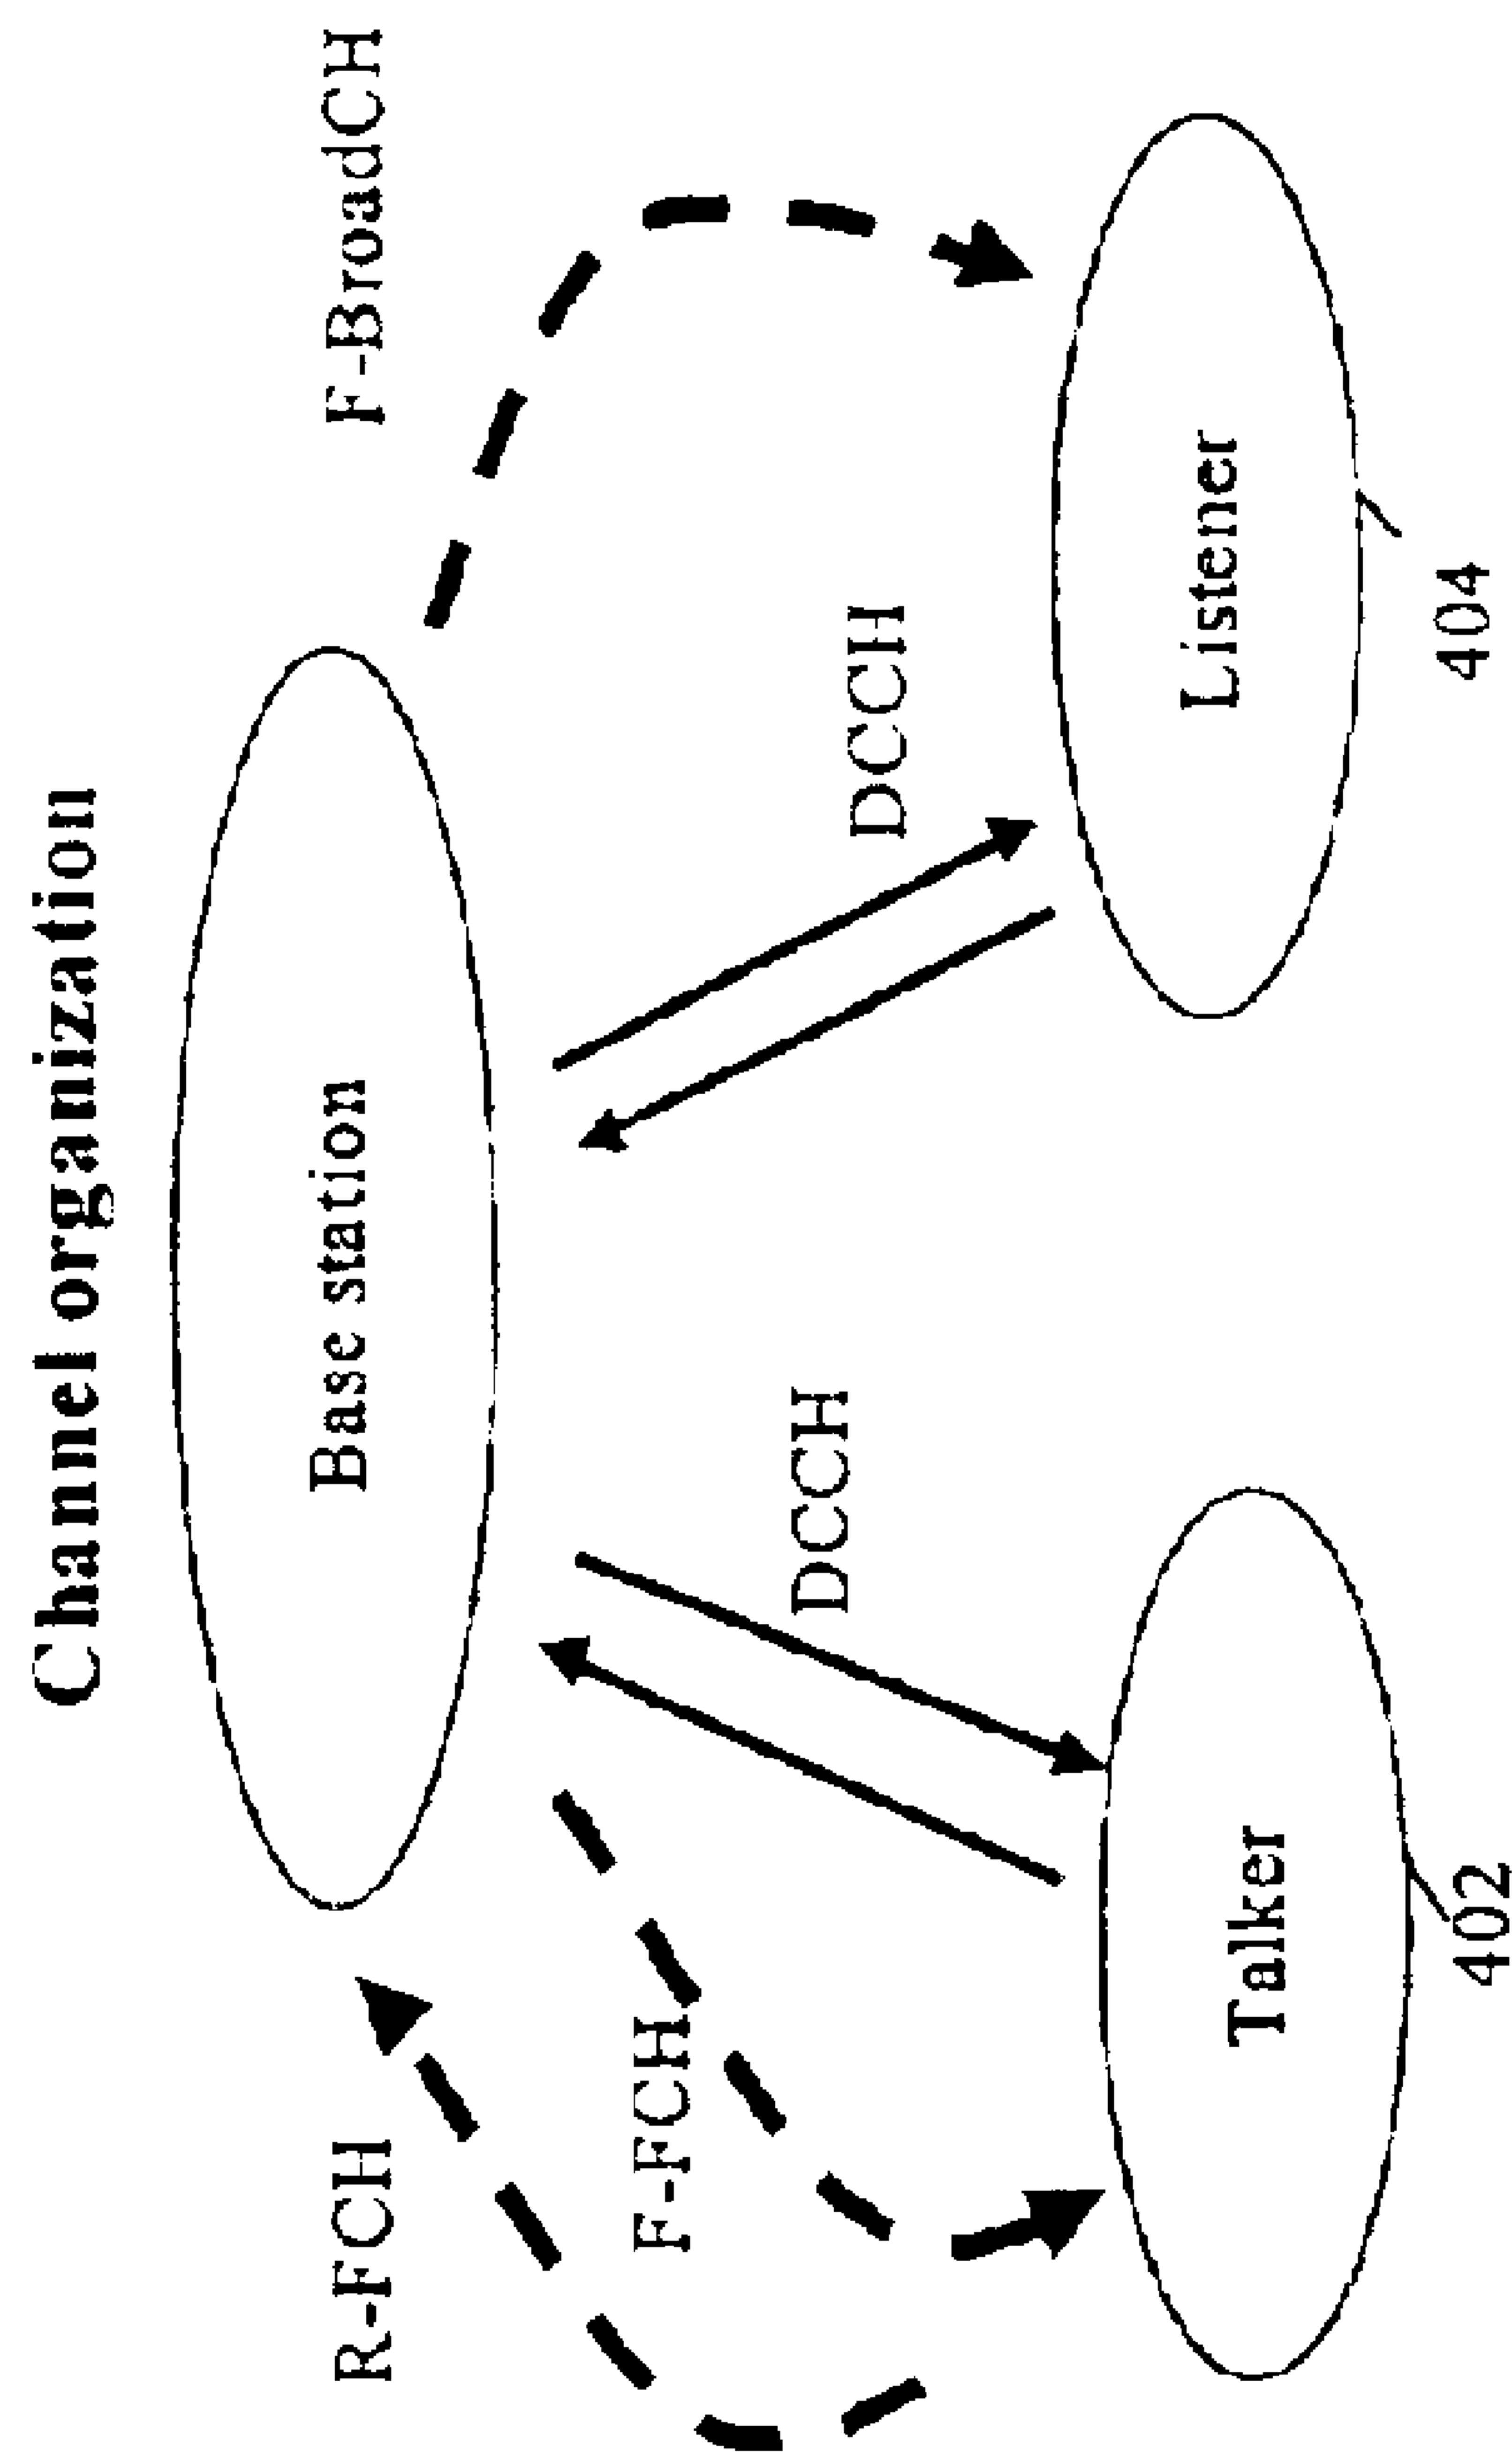 Channel organization
R-FCH
F-BroadCH
Base station
F-FCH
DCCH
DCCH
Talker
Listener
402
404